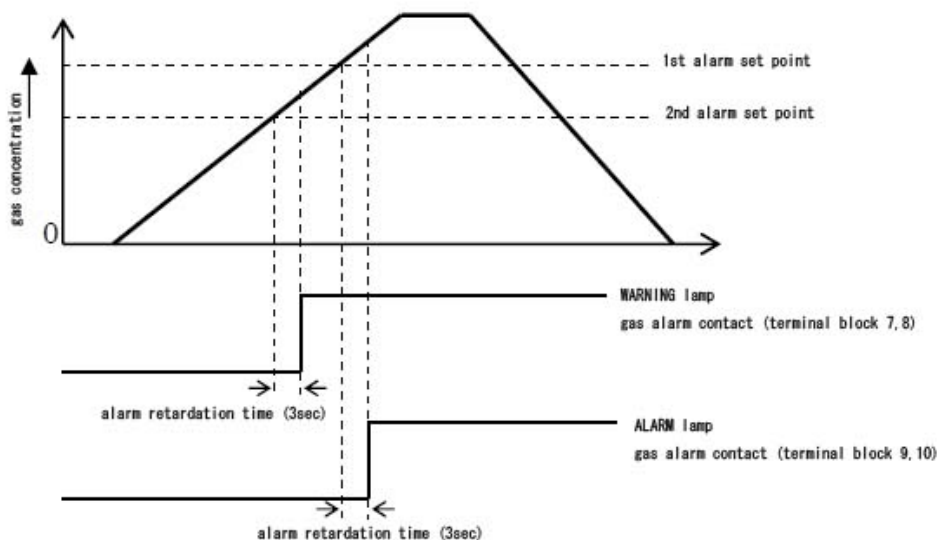 1st alarm set point
2nd alarm set point
gas concentration
0
WARNING lamp
gas alarm contact (terminal block 7,8)
alarm retardation time (3sec)
ALARM lamp
gas alarm contact (terminal block 9,10)
alarm retardation time (3sec)